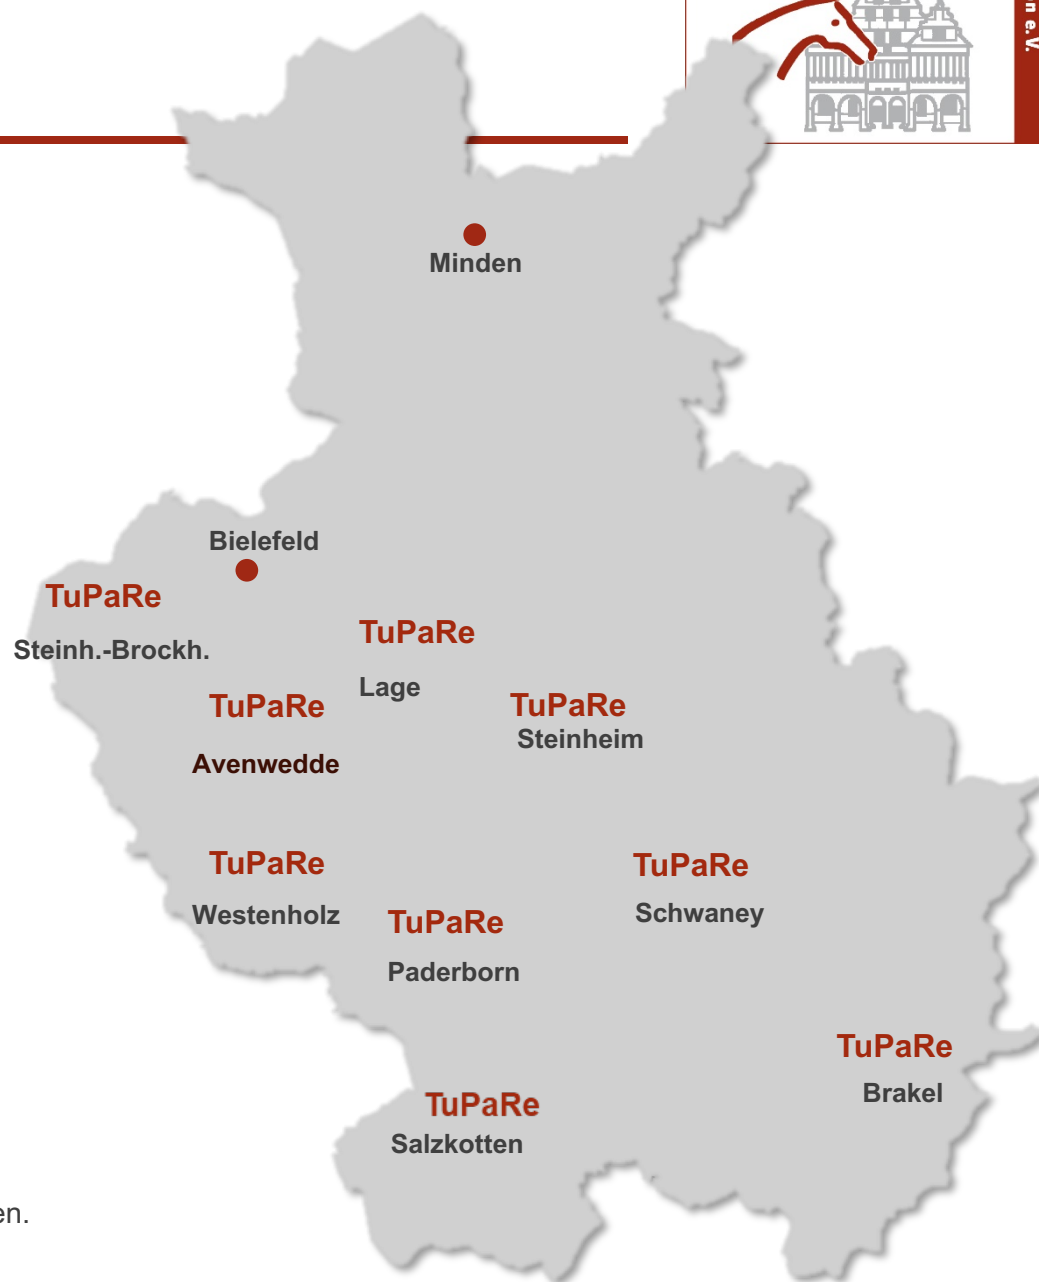 n e.V.
Minden
Bielefeld
TuPaRe
Steinh.-Brockh.
TuPaRe
Lage
TuPaRe
Avenwedde
TuPaRe
Steinheim
TuPaRe
Westenholz
TuPaRe
Schwaney
TuPaRe
Paderborn
TuPaRe
Brakel
TuPaRe
Salzkotten
en.